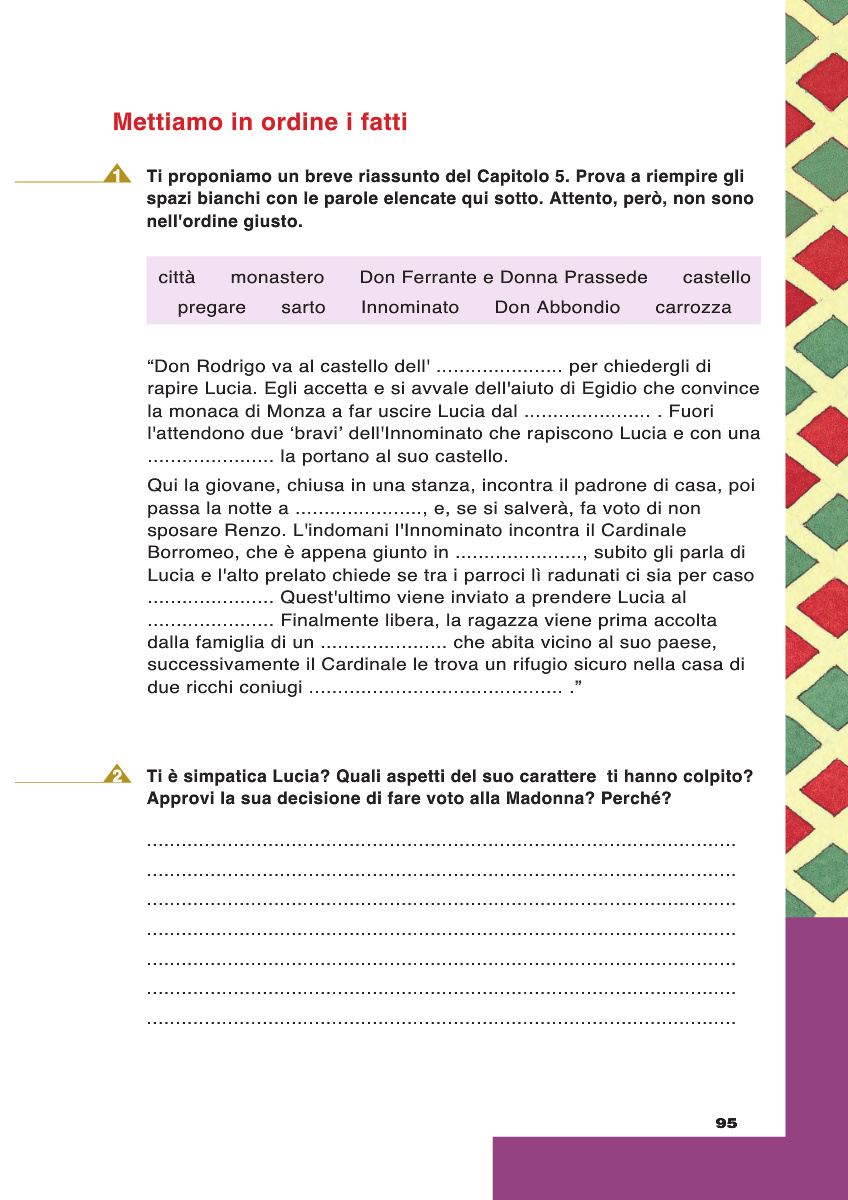 Mettiamo in ordine i fatti
1 Ti proponiamo un breve riassunto del Capitolo 5. Prova a riempire gli
spazi bianchi con le parole elencate qui sotto. Attento, però, non sono
nell'ordine giusto.
città monastero Don Ferrante e Donna Prassede castello
pregare sarto Innominato Don Abbondio carrozza
“Don Rodrigo va al castello dell' ...................... per chiedergli di
rapire Lucia. Egli accetta e si avvale dell'aiuto di Egidio che convince
la monaca di Monza a far uscire Lucia dal ...................... . Fuori
l'attendono due ‘bravi’ dell'Innominato che rapiscono Lucia e con una
...................... la portano al suo castello.
Qui la giovane, chiusa in una stanza, incontra il padrone di casa, poi
passa la notte a ......................, e, se si salverà, fa voto di non
sposare Renzo. L'indomani l'Innominato incontra il Cardinale
Borromeo, che è appena giunto in ......................, subito gli parla di
Lucia e l'alto prelato chiede se tra i parroci lì radunati ci sia per caso
...................... Quest'ultimo viene inviato a prendere Lucia al
...................... Finalmente libera, la ragazza viene prima accolta
dalla famiglia di un ...................... che abita vicino al suo paese,
successivamente il Cardinale le trova un rifugio sicuro nella casa di
due ricchi coniugi ............................................ .”
2 Ti è simpatica Lucia? Quali aspetti del suo carattere ti hanno colpito?
Approvi la sua decisione di fare voto alla Madonna? Perché?
......................................................................................................
......................................................................................................
......................................................................................................
......................................................................................................
......................................................................................................
......................................................................................................
......................................................................................................
95